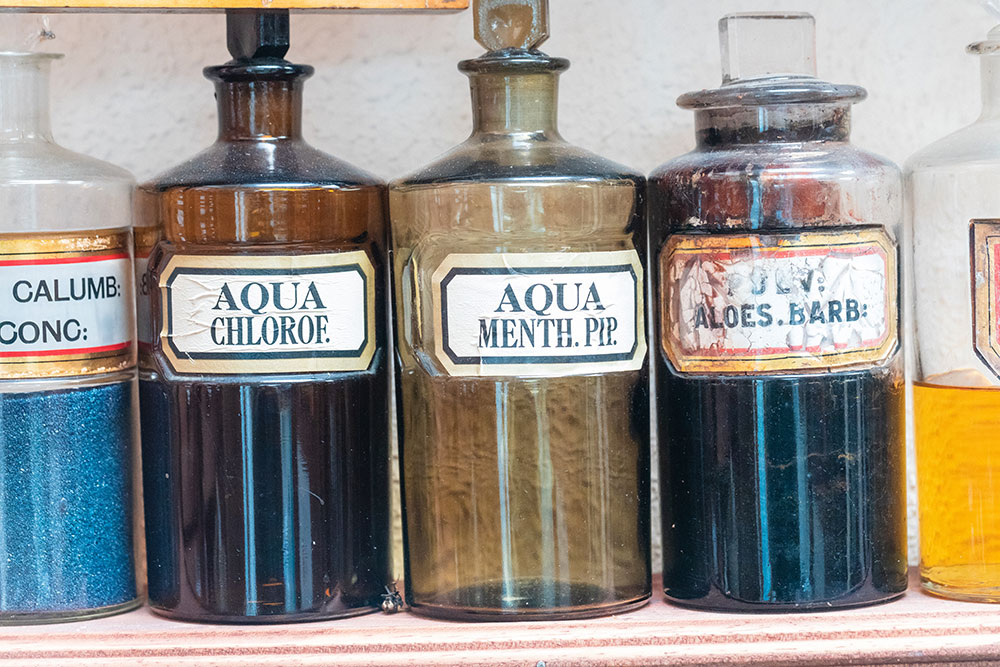 CALUMB:
CONC:
AQUA
CHLOROF.
AQUA
MENTH. PIP.
PULV:
ALOES. BARB: